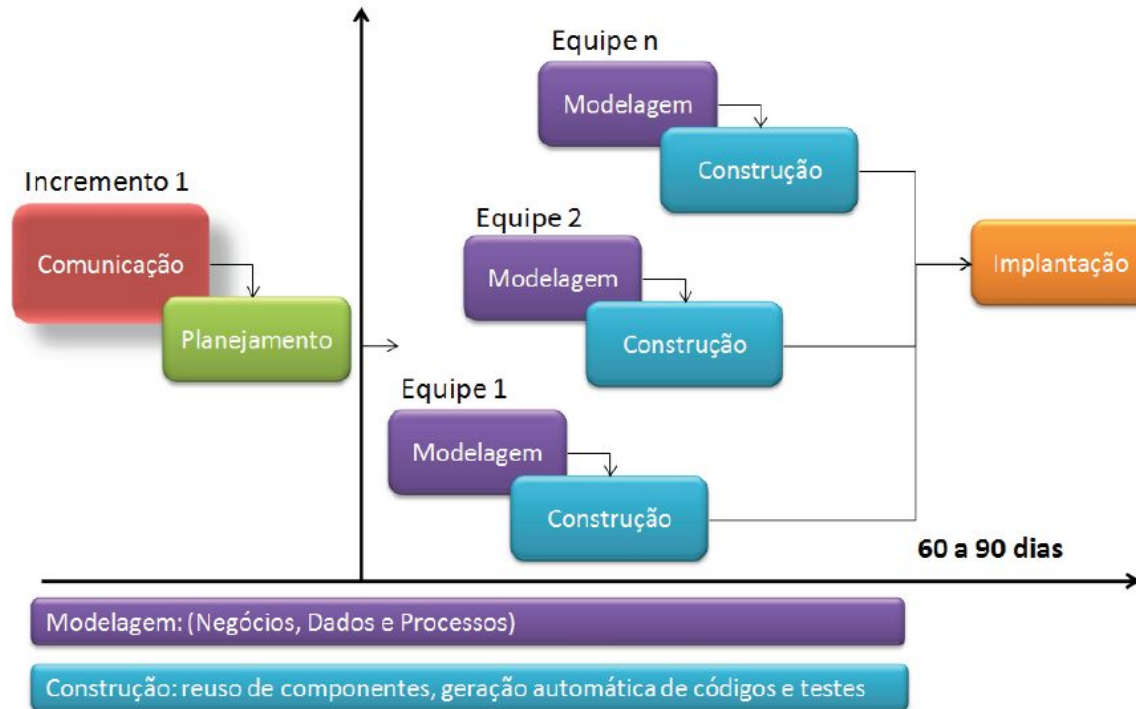 Equipe n
Modelagem
Construção
Incremento 1
Comunicação
Planejamento
Equipe 2
Modelagem
Construção
Implantação
Equipe 1
Modelagem
Construção
60 a 90 dias
Modelagem: (Negócios, Dados e Processos)
Construção: reuso de componentes, geração automática de códigos e testes